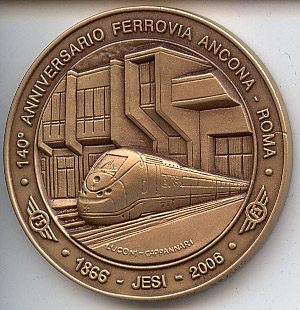 140° ANNIVERSARIO FERROVIA ANCONA - ROMA
LUCONI - CAPPANNARI
1866 - JESI - 2006